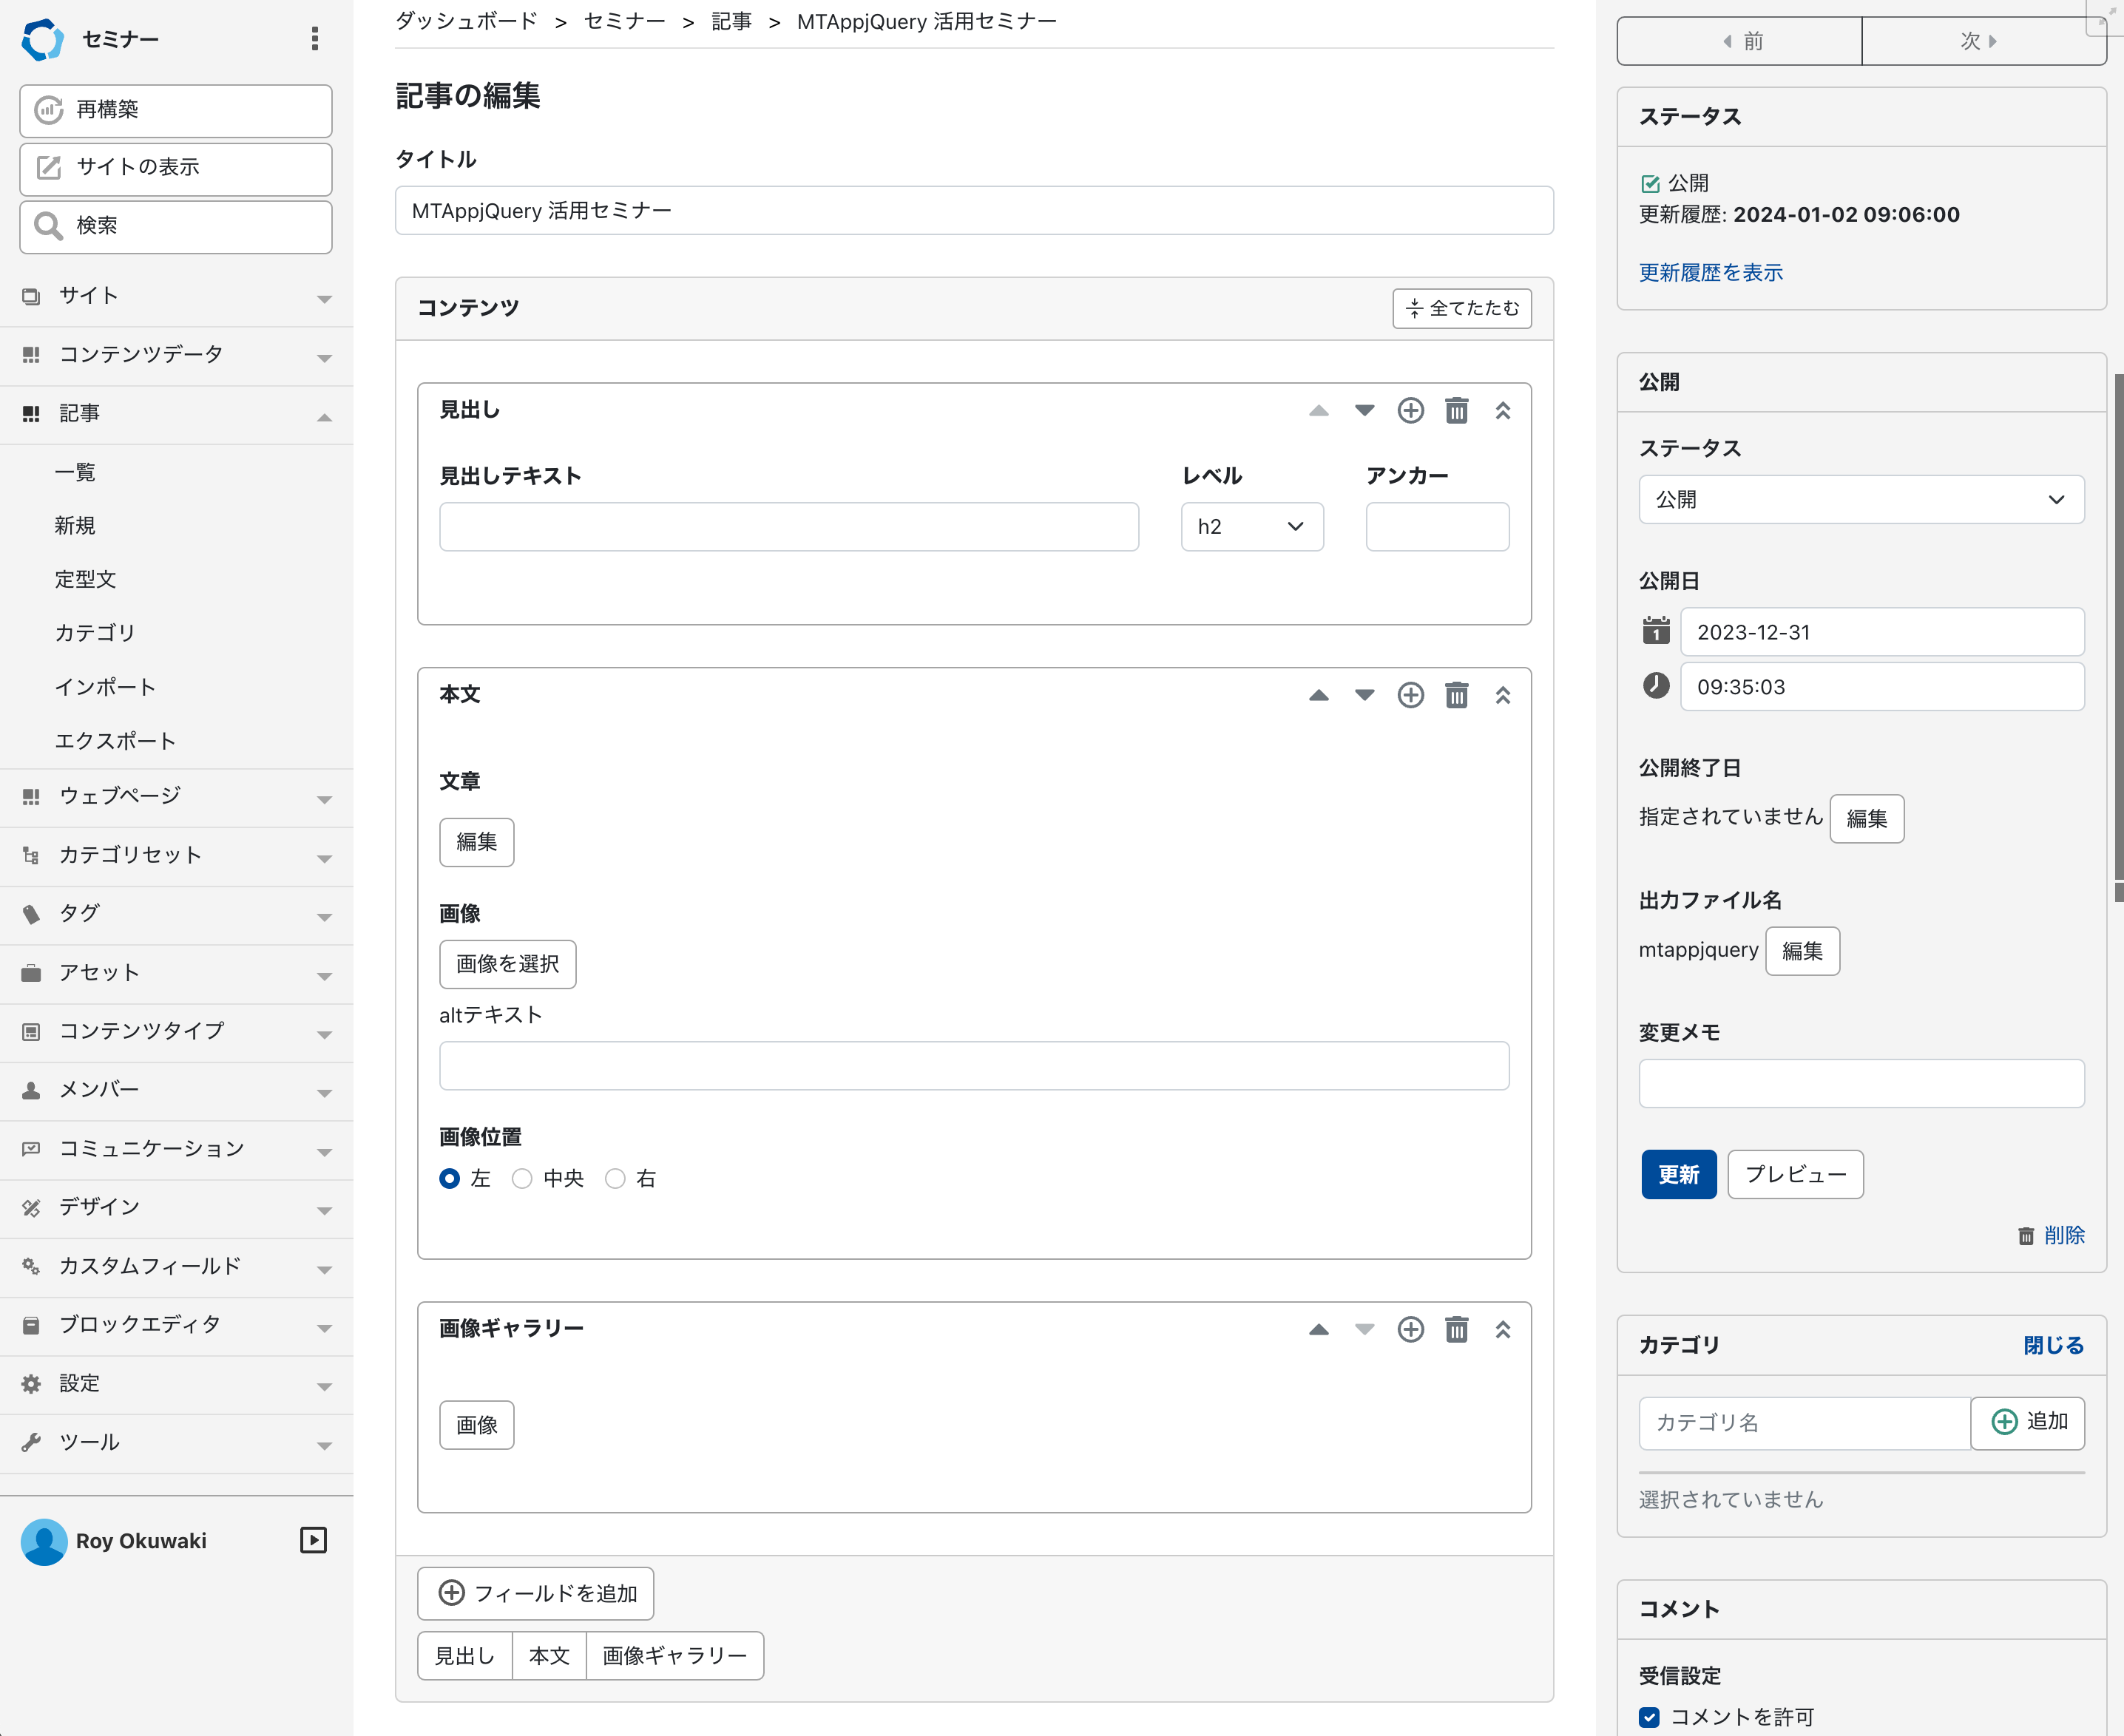 セミナー
再構築
サイトの表示
検索
サイト
コンテンツデータ
記事
一覧
新規
定型文
カテゴリ
インポート
エクスポート
ウェブページ
カテゴリセット
タグ
アセット
コンテンツタイプ
メンバー
コミュニケーション
デザイン
カスタムフィールド
ブロックエディタ
設定
ツール
Roy Okuwaki
ダッシュボード > セミナー > 記事 > MTAppjQuery 活用セミナー
記事の編集
タイトル
MTAppjQuery 活用セミナー
コンテンツ 全てたたむ
見出し
見出しテキスト レベル アンカー
h2
本文
文章
編集
画像
画像を選択
altテキスト
画像位置
左 中央 右
画像ギャラリー
画像
フィールドを追加
見出し 本文 画像ギャラリー
前 次
ステータス
公開
更新履歴: 2024-01-02 09:06:00
更新履歴を表示
公開
ステータス
公開
公開日
1 2023-12-31
09:35:03
公開終了日
指定されていません 編集
出力ファイル名
mtappjquery 編集
変更メモ
更新 プレビュー
削除
カテゴリ 閉じる
カテゴリ名 追加
選択されていません
コメント
受信設定
コメントを許可